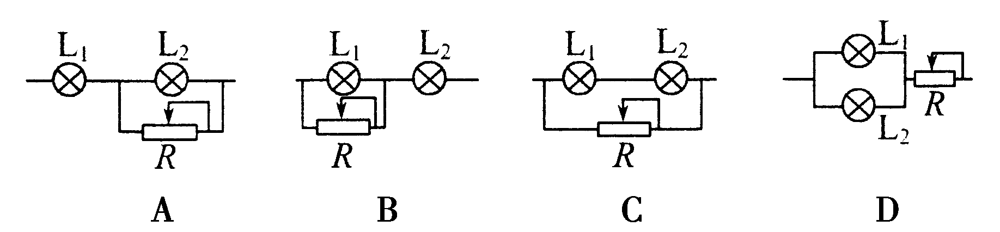 L₁ L₂ L₁ L₂ L₁ L₂ L₁
R R R R
L₂
A B C D